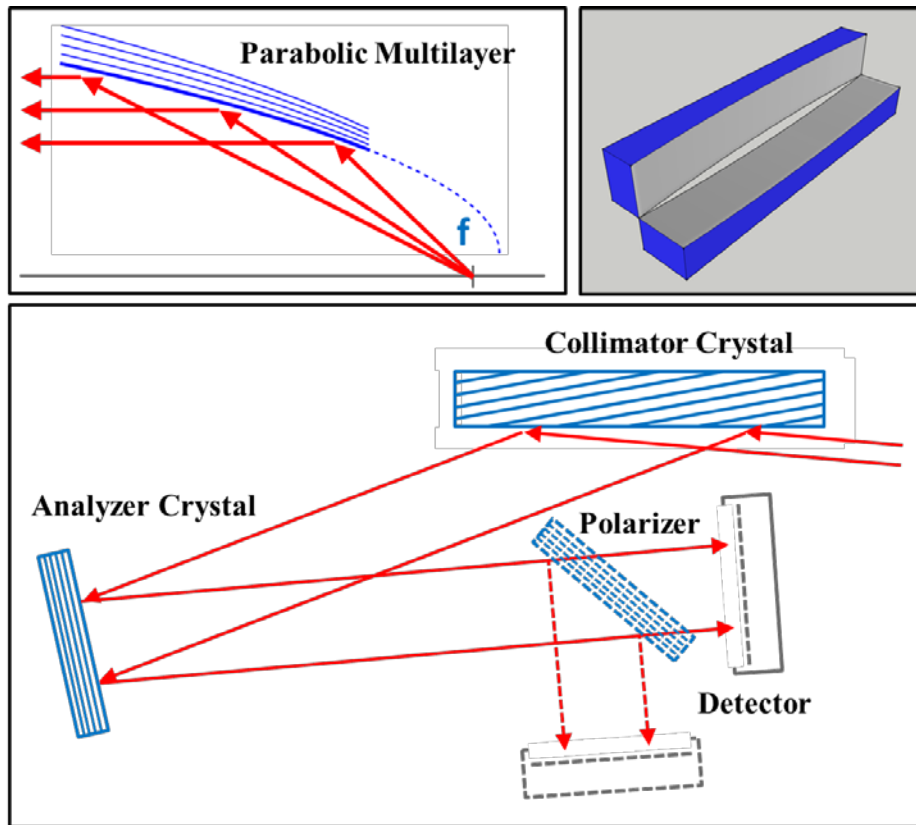 Parabolic Multilayer
f
Collimator Crystal
Analyzer Crystal
Polarizer
Detector